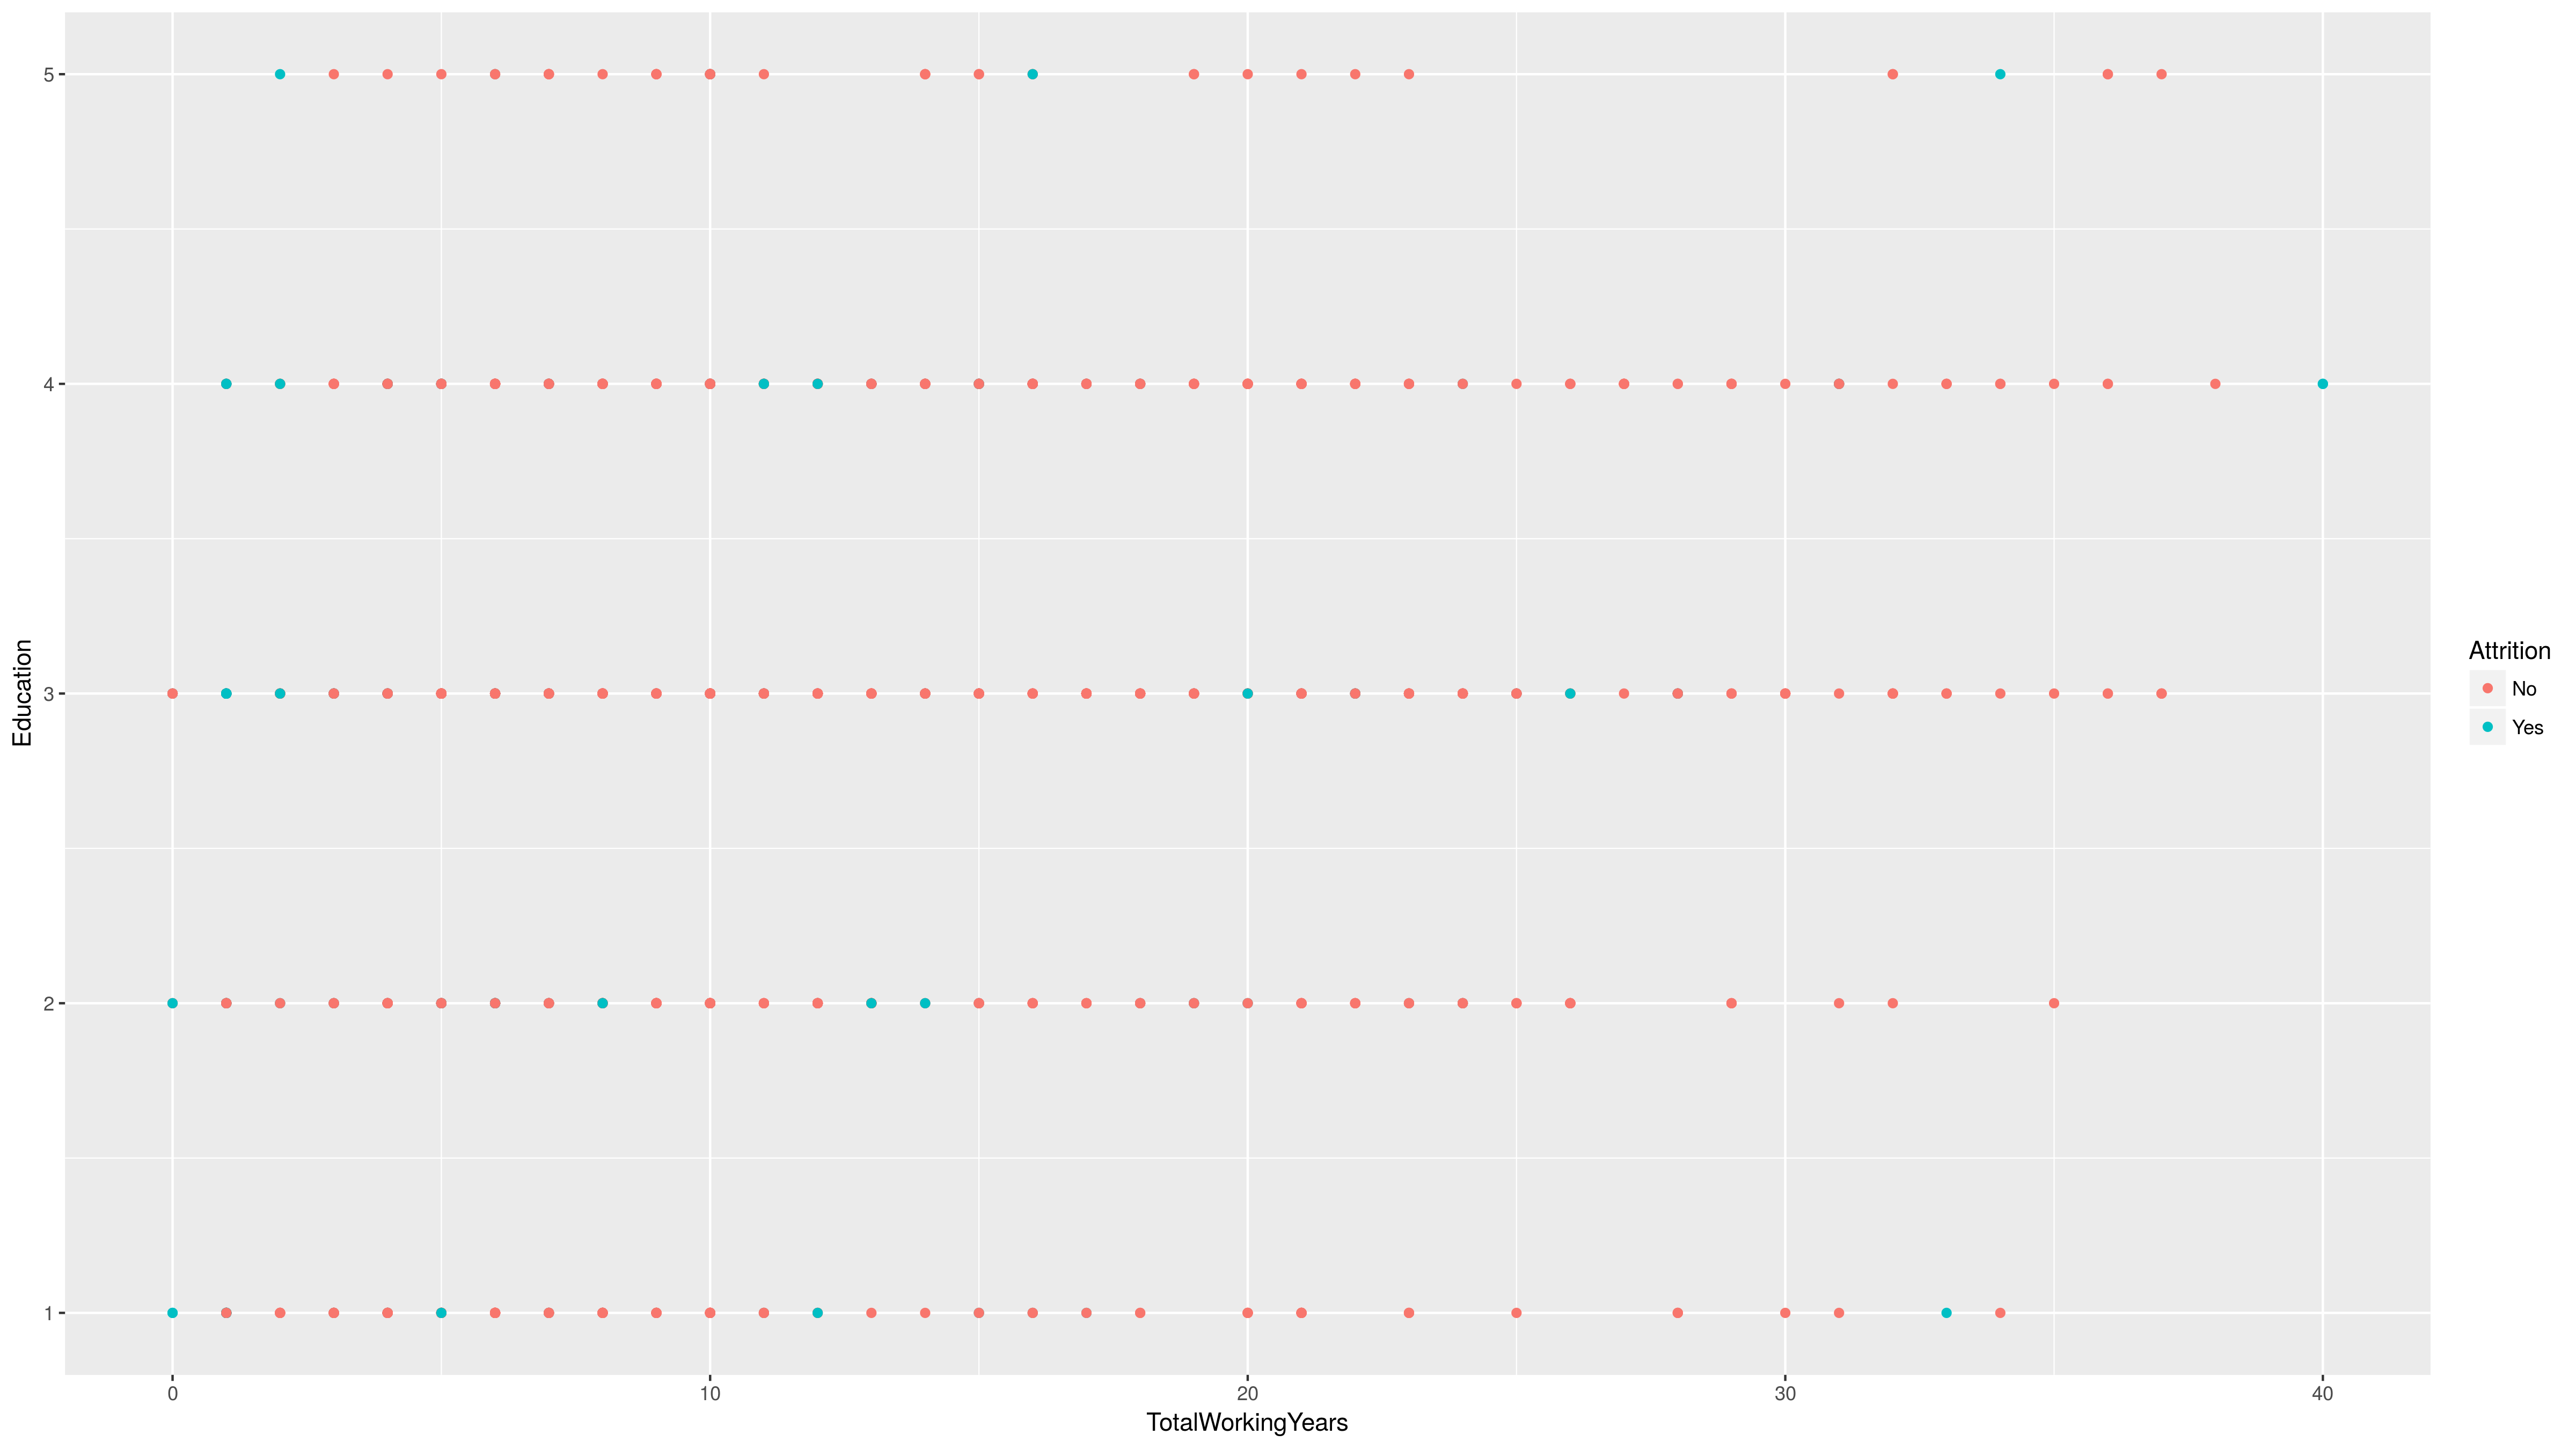 5
4
3
2
1
Education
0 10 20 30 40
TotalWorkingYears
Attrition
No
Yes